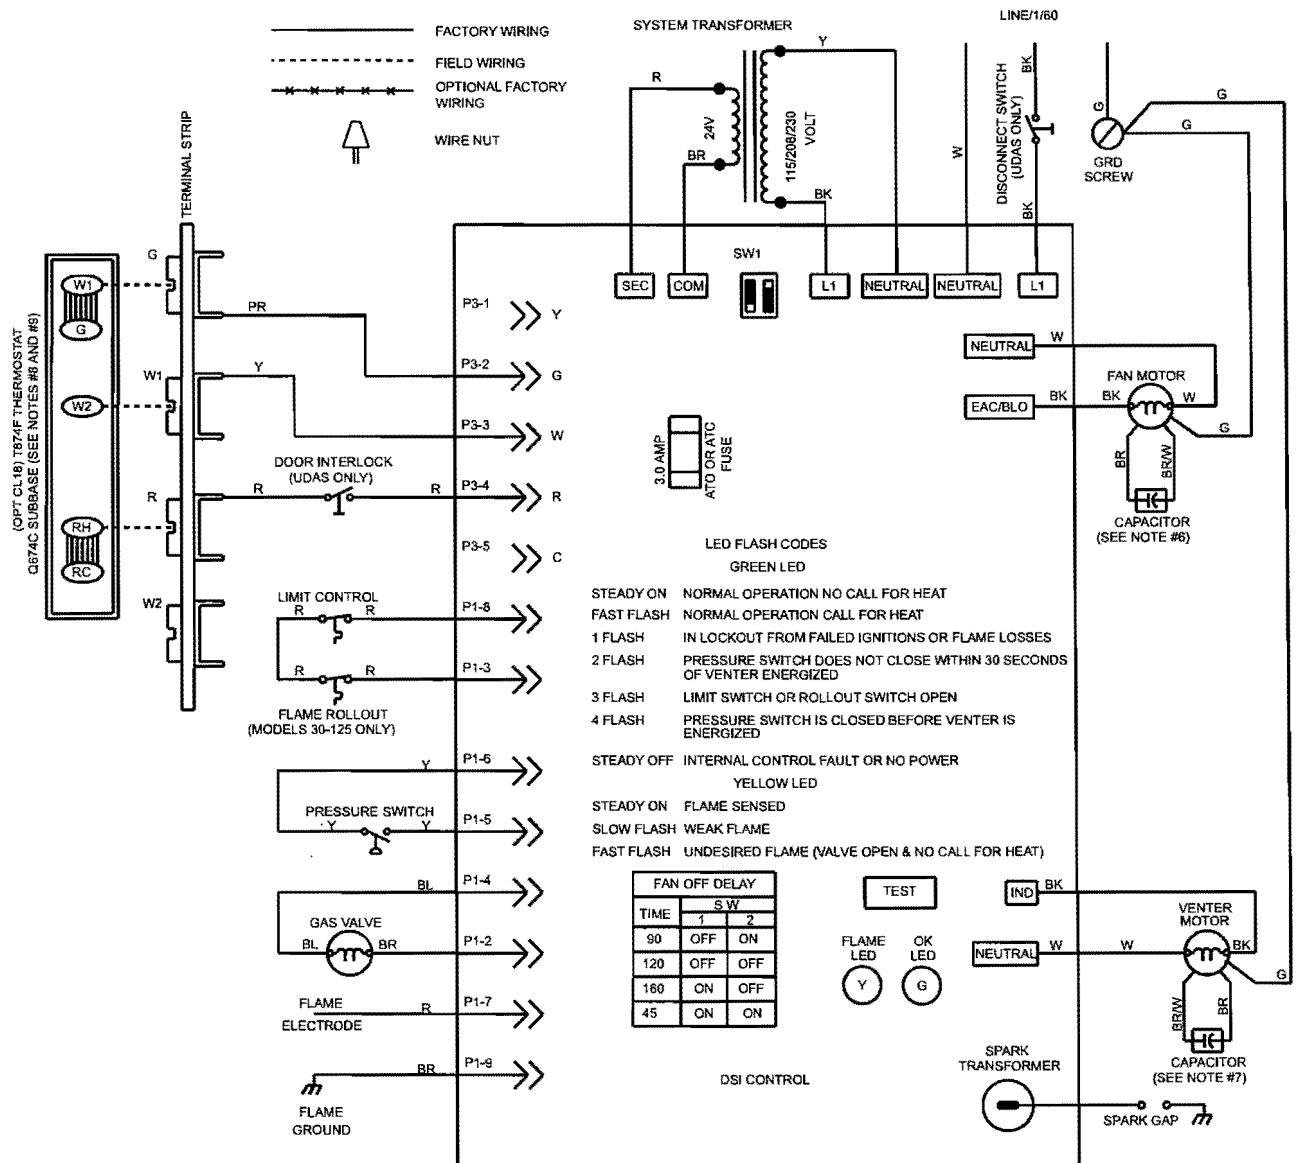 FACTORY WIRING
FIELD WIRING
OPTIONAL FACTORY
WIRING
WIRE NUT
SYSTEM TRANSFORMER
R
24V
BR
115/208/230
VOLT
Y
BK
LINE/1/60
W
BK
DISCONNECT SWITCH
(UDAS ONLY)
BK
G
GRD
SCREW
G
G
TERMINAL STRIP
(OPT CL18) T874F THERMOSTAT
Q674C SUBBASE (SEE NOTES #8 AND #9)
W1
G
W2
RH
RC
G
W1
R
W2
PR
Y
DOOR INTERLOCK
(UDAS ONLY)
R
R
LIMIT CONTROL
R
R
R
R
FLAME ROLLOUT
(MODELS 30-125 ONLY)
Y
PRESSURE SWITCH
Y
Y
BL
GAS VALVE
BL
BR
FLAME
ELECTRODE
R
BR
FLAME
GROUND
P3-1
Y
P3-2
G
P3-3
W
P3-4
R
P3-5
C
P1-8
P1-3
P1-6
P1-5
P1-4
P1-2
P1-7
P1-9
SEC
COM
SW1
L1
NEUTRAL
NEUTRAL
L1
NEUTRAL
W
EAC/BLO
BK
BK
FAN MOTOR
W
G
BR
BR/W
CAPACITOR
(SEE NOTE #6)
3.0 AMP
ATO OR ATC
FUSE
LED FLASH CODES
GREEN LED
STEADY ON NORMAL OPERATION NO CALL FOR HEAT
FAST FLASH NORMAL OPERATION CALL FOR HEAT
1 FLASH IN LOCKOUT FROM FAILED IGNITIONS OR FLAME LOSSES
2 FLASH PRESSURE SWITCH DOES NOT CLOSE WITHIN 30 SECONDS
OF VENTER ENERGIZED
3 FLASH LIMIT SWITCH OR ROLLOUT SWITCH OPEN
4 FLASH PRESSURE SWITCH IS CLOSED BEFORE VENTER IS
ENERGIZED
STEADY OFF INTERNAL CONTROL FAULT OR NO POWER
YELLOW LED
STEADY ON FLAME SENSED
SLOW FLASH WEAK FLAME
FAST FLASH UNDESIRED FLAME (VALVE OPEN & NO CALL FOR HEAT)
FAN OFF DELAY
TIME S W
1 2
90 OFF ON
120 OFF OFF
160 ON OFF
45 ON ON
TEST
FLAME
LED
Y
OK
LED
G
IND
BK
NEUTRAL
W
W
VENTER
MOTOR
BK
G
BR/W
BR
CAPACITOR
(SEE NOTE #7)
SPARK
TRANSFORMER
SPARK GAP
DSI CONTROL